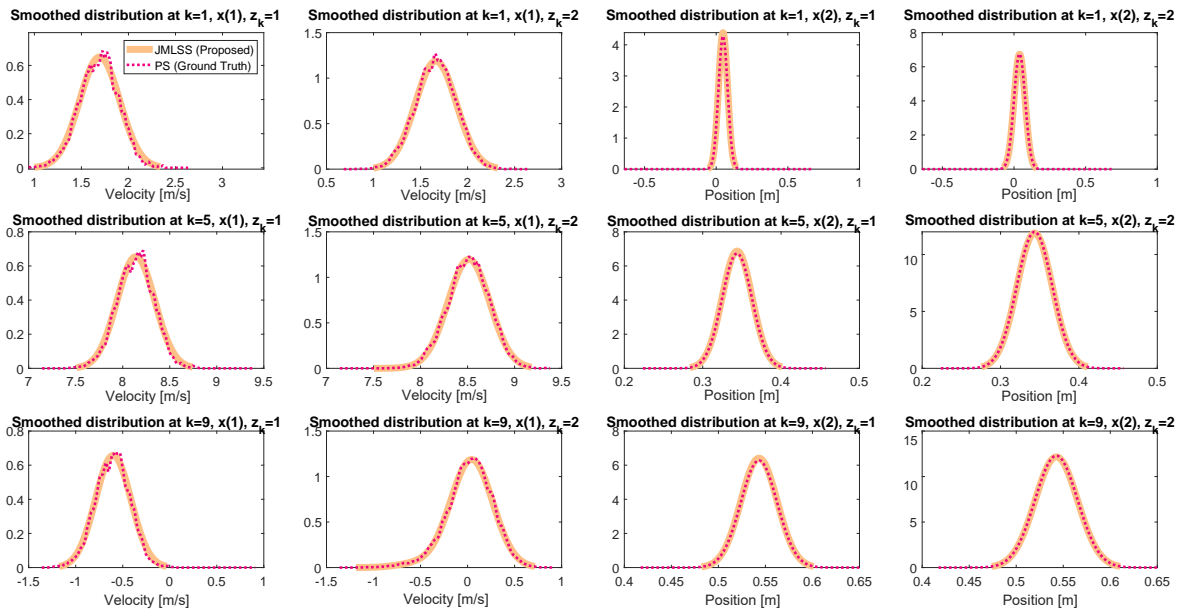 Smoothed distribution at k=1, x(1), z_k=1
JMLSS (Proposed)
PS (Ground Truth)
0.6
0.4
0.2
0
1 1.5 2 2.5 3
Velocity [m/s]
Smoothed distribution at k=1, x(1), z_k=2
1.5
1
0.5
0
0.5 1 1.5 2 2.5 3
Velocity [m/s]
Smoothed distribution at k=1, x(2), z_k=1
4
3
2
1
0
-0.5 0 0.5 1
Position [m]
Smoothed distribution at k=1, x(2), z_k=2
8
6
4
2
0
-0.5 0 0.5 1
Position [m]
Smoothed distribution at k=5, x(1), z_k=1
0.8
0.6
0.4
0.2
0
7 7.5 8 8.5 9 9.5
Velocity [m/s]
Smoothed distribution at k=5, x(1), z_k=2
1.5
1
0.5
0
7 7.5 8 8.5 9 9.5
Velocity [m/s]
Smoothed distribution at k=5, x(2), z_k=1
8
6
4
2
0
0.2 0.3 0.4 0.5
Position [m]
Smoothed distribution at k=5, x(2), z_k=2
10
5
0
0.2 0.3 0.4 0.5
Position [m]
Smoothed distribution at k=9, x(1), z_k=1
0.8
0.6
0.4
0.2
0
-1.5 -1 -0.5 0 0.5 1
Velocity [m/s]
Smoothed distribution at k=9, x(1), z_k=2
1.5
1
0.5
0
-1.5 -1 -0.5 0 0.5 1
Velocity [m/s]
Smoothed distribution at k=9, x(2), z_k=1
8
6
4
2
0
0.4 0.45 0.5 0.55 0.6 0.65
Position [m]
Smoothed distribution at k=9, x(2), z_k=2
15
10
5
0
0.4 0.45 0.5 0.55 0.6 0.65
Position [m]